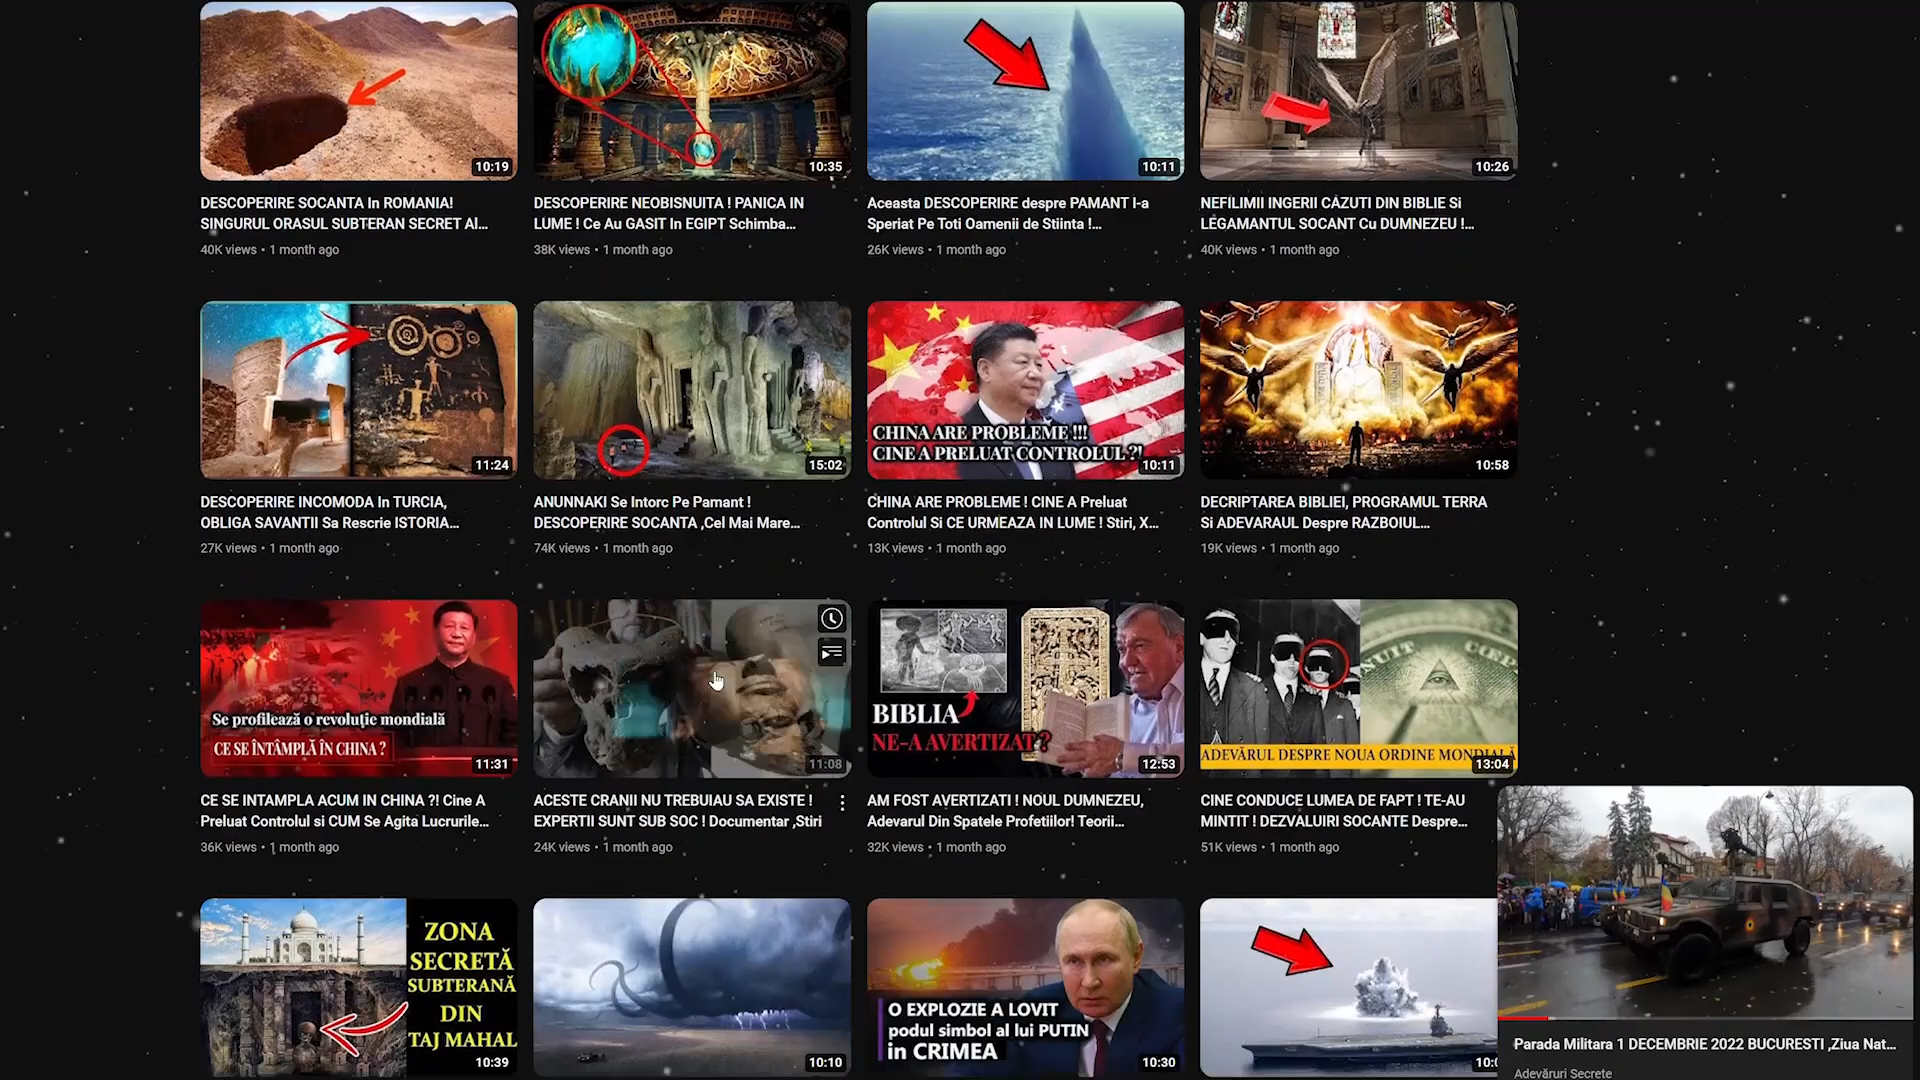 10:19
10:35
10:11
10:26
DESCOPERIRE SOCANTA In ROMANIA!
SINGURUL ORASUL SUBTERAN SECRET Al...
40K views • 1 month ago
DESCOPERIRE NEOBISNUITA ! PANICA IN
LUME ! Ce Au GASIT In EGIPT Schimba...
38K views • 1 month ago
Aceasta DESCOPERIRE despre PAMANT I-a
Speriat Pe Toti Oamenii de Stiinta !...
26K views • 1 month ago
NEFILIMII INGERII CĂZUTI DIN BIBLIE Si
LEGAMANTUL SOCANT Cu DUMNEZEU !...
40K views • 1 month ago
11:24
15:02
CHINA ARE PROBLEME !!!
CINE A PRELUAT CONTROLUL ?!
10:11
10:58
DESCOPERIRE INCOMODA In TURCIA,
OBLIGA SAVANTII Sa Rescrie ISTORIA...
27K views • 1 month ago
ANUNNAKI Se Intorc Pe Pamant !
DESCOPERIRE SOCANTA ,Cel Mai Mare...
74K views • 1 month ago
CHINA ARE PROBLEME ! CINE A Preluat
Controlul Si CE URMEAZA IN LUME ! Stiri, X...
13K views • 1 month ago
DECRIPTAREA BIBLIEI, PROGRAMUL TERRA
Si ADEVARAUL Despre RAZBOIUL...
19K views • 1 month ago
Se profilează o revoluție mondială
CE SE ÎNTÂMPLĂ ÎN CHINA ?
11:31
11:08
BIBLIA
NE-A AVERTIZAT ?
12:53
NUIT COEP
ADEVĂRUL DESPRE NOUA ORDINE MONDIALĂ
13:04
CE SE INTAMPLA ACUM IN CHINA ?! Cine A
Preluat Controlul si CUM Se Agita Lucrurile...
36K views • 1 month ago
ACESTE CRANII NU TREBUIAU SA EXISTE !
EXPERTII SUNT SUB SOC ! Documentar ,Stiri
24K views • 1 month ago
AM FOST AVERTIZATI ! NOUL DUMNEZEU,
Adevarul Din Spatele Profetiilor! Teorii...
32K views • 1 month ago
CINE CONDUCE LUMEA DE FAPT ! TE-AU
MINTIT ! DEZVALUIRI SOCANTE Despre...
51K views • 1 month ago
ZONA
SECRETĂ
SUBTERANĂ
DIN
TAJ MAHAL
10:39
10:10
O EXPLOZIE A LOVIT
podul simbol al lui PUTIN
in CRIMEA
10:30
Parada Militara 1 DECEMBRIE 2022 BUCURESTI ,Ziua Nat...
Adevăruri Secrete